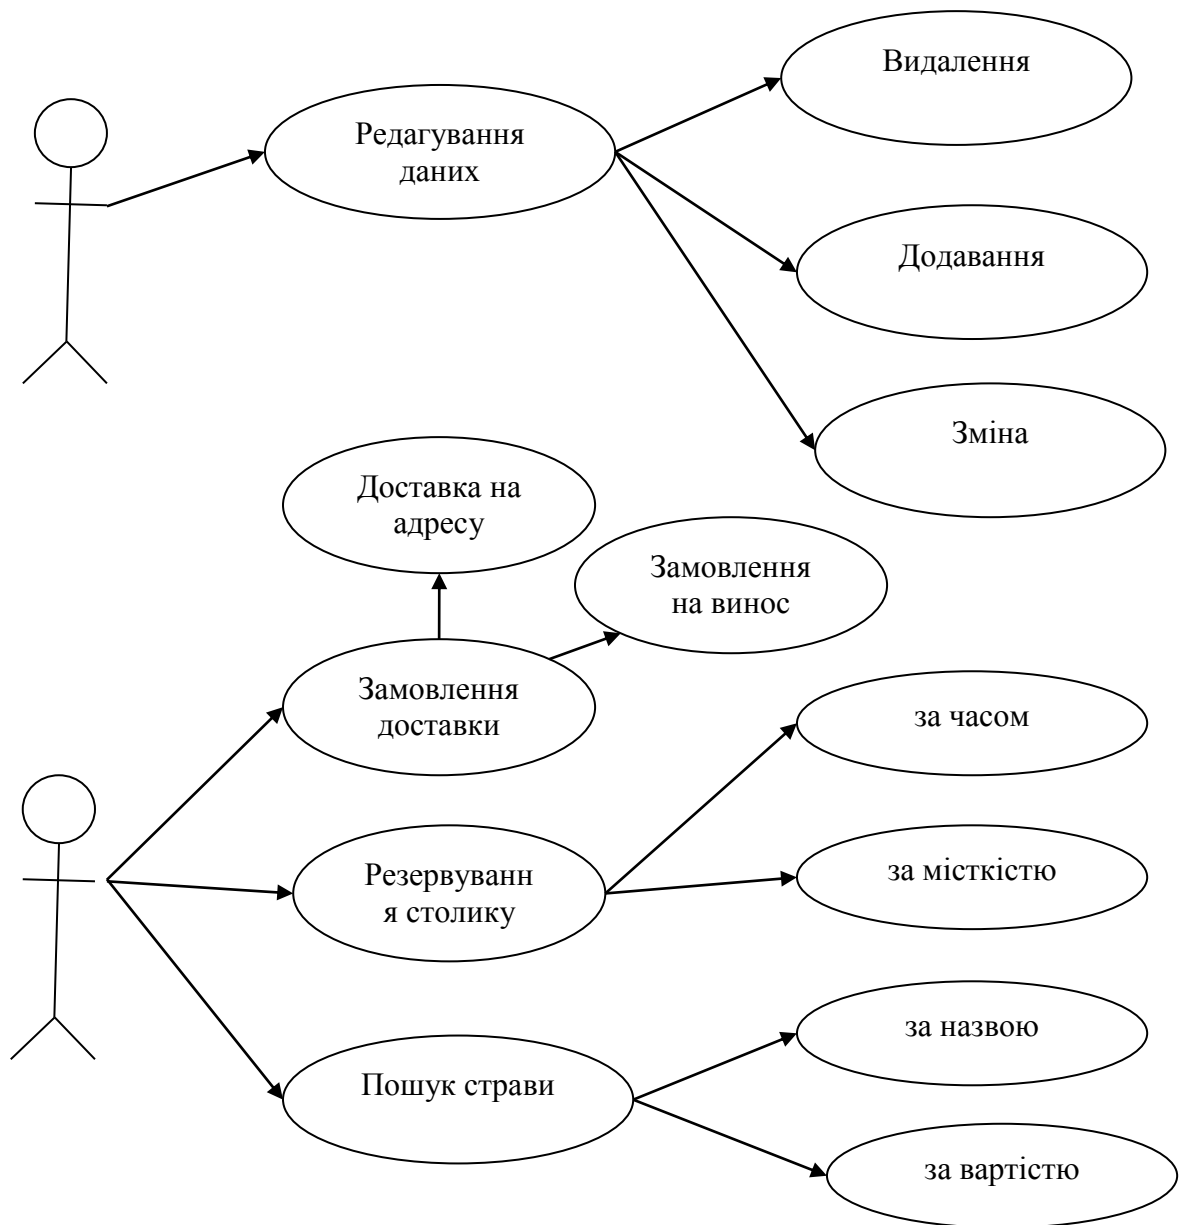 Видалення
Редагування
даних
Додавання
Зміна
Доставка на
адресу
Замовлення
на винос
Замовлення
доставки
за часом
Резервуванн
я столику
за місткістю
за назвою
Пошук страви
за вартістю